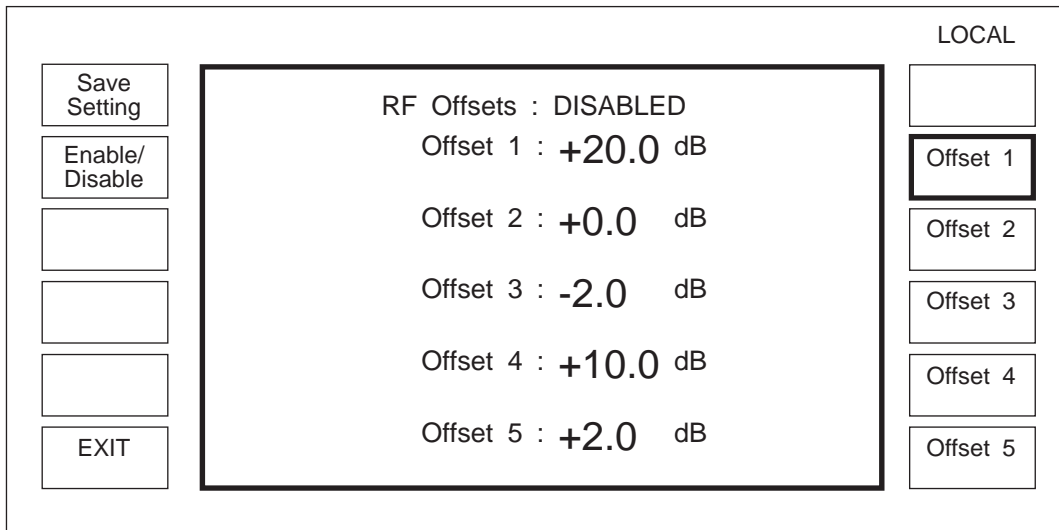 LOCAL
Save
Setting
Enable/
Disable
EXIT
RF Offsets : DISABLED
Offset 1 : +20.0 dB
Offset 2 : +0.0 dB
Offset 3 : -2.0 dB
Offset 4 : +10.0 dB
Offset 5 : +2.0 dB
Offset 1
Offset 2
Offset 3
Offset 4
Offset 5